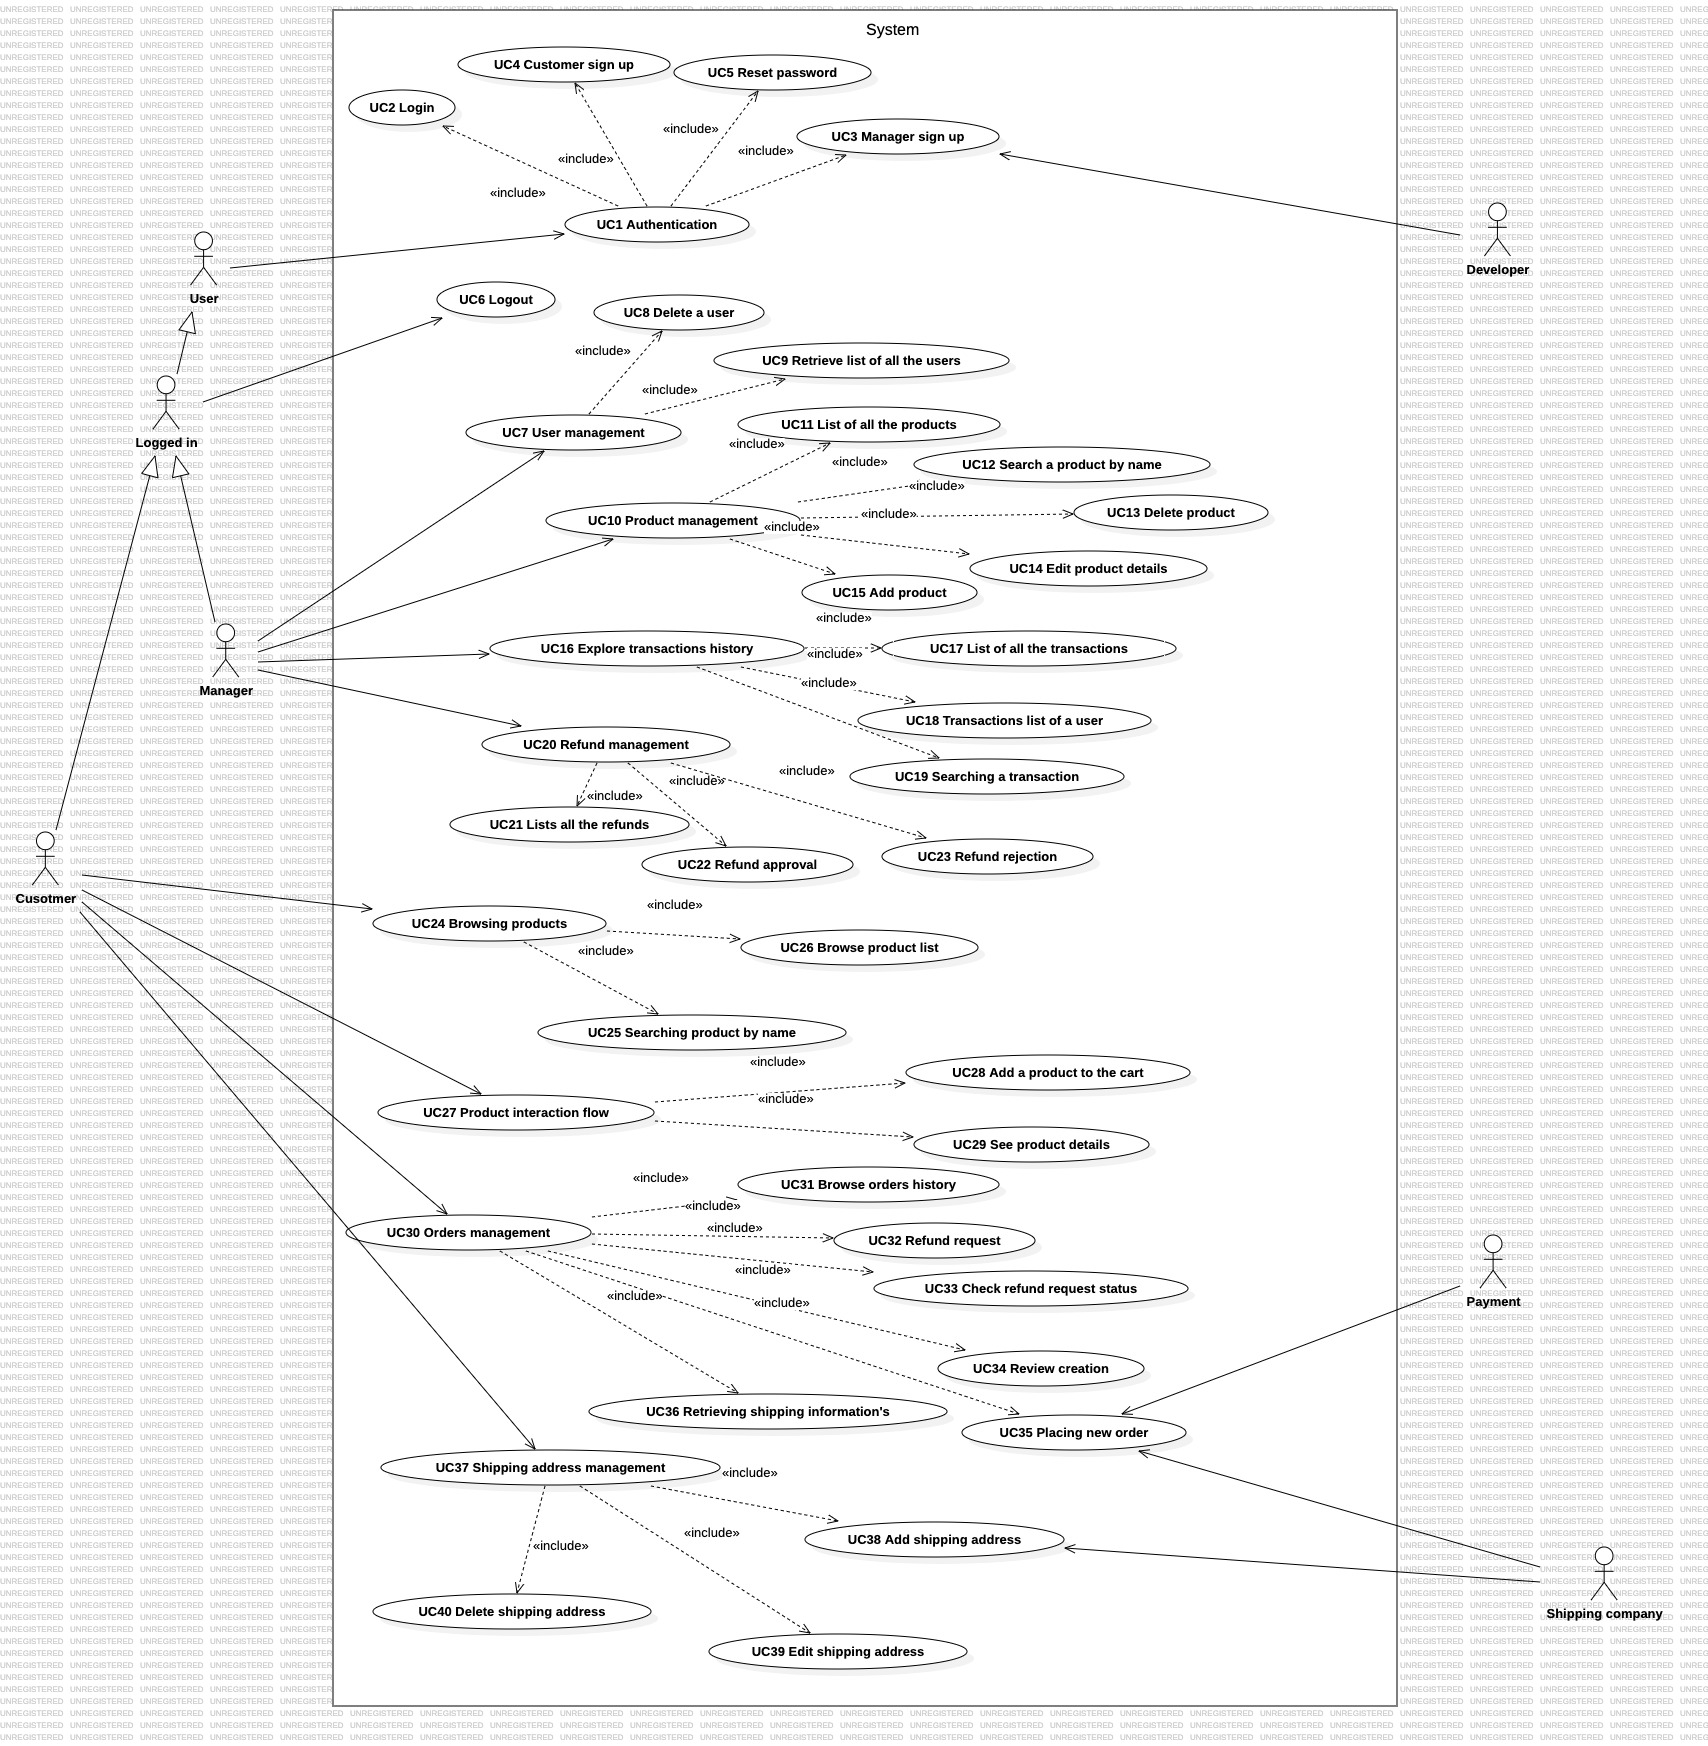 System
UC4 Customer sign up
UC5 Reset password
UC2 Login
«include»
UC3 Manager sign up
«include»
«include»
«include»
UC1 Authentication
User
Developer
UC6 Logout
UC8 Delete a user
«include»
UC9 Retrieve list of all the users
«include»
UC7 User management
Logged in
UC11 List of all the products
«include»
«include»
UC12 Search a product by name
«include»
«include»
UC13 Delete product
UC10 Product management
«include»
UC14 Edit product details
UC15 Add product
«include»
UC16 Explore transactions history
«include»
UC17 List of all the transactions
Manager
«include»
UC18 Transactions list of a user
UC20 Refund management
«include»
«include»
UC19 Searching a transaction
«include»
UC21 Lists all the refunds
UC22 Refund approval
UC23 Refund rejection
Cusotmer
«include»
UC24 Browsing products
«include»
UC26 Browse product list
UC25 Searching product by name
«include»
UC28 Add a product to the cart
«include»
UC27 Product interaction flow
UC29 See product details
«include»
UC31 Browse orders history
«include»
«include»
UC30 Orders management
UC32 Refund request
«include»
UC33 Check refund request status
«include»
«include»
Payment
UC34 Review creation
UC36 Retrieving shipping information's
UC35 Placing new order
UC37 Shipping address management
«include»
«include»
UC38 Add shipping address
«include»
UC40 Delete shipping address
Shipping company
UC39 Edit shipping address
UNREGISTERED